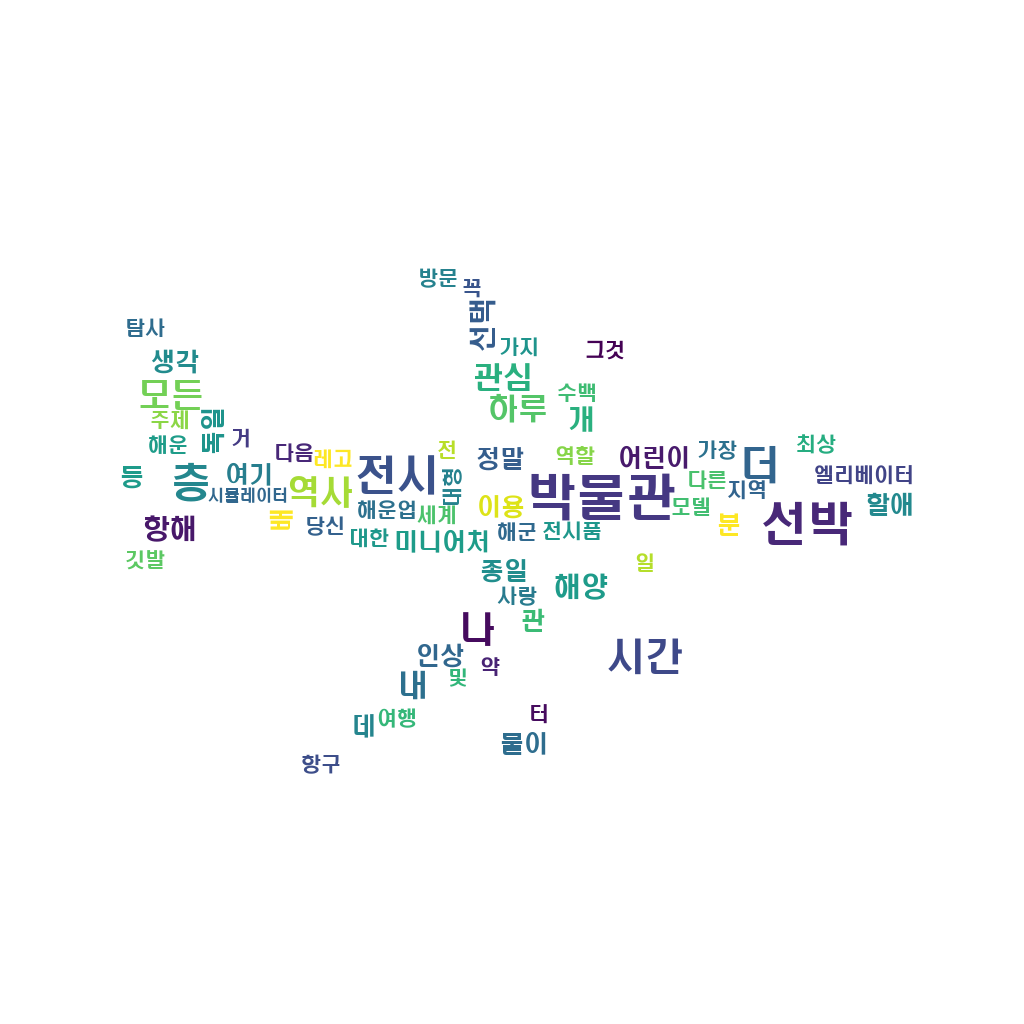 방문
꼭
선택
탐사
가지
그것
생각
관심
모든
수백
하루
주제
개
독일
거
해운
최상
다음
레고
전
정말
역할
어린이
가장
더
등
층
여기
시뮬레이터
역사
전시
대형
이용
박물관
다른
모델
지역
엘리베이터
할애
항해
당신
해운업
세계
해군
전시품
분
선박
깃발
대한
미니어처
종일
일
사랑
해양
나
관
인상
약
시간
내
및
데
여행
터
물이
항구